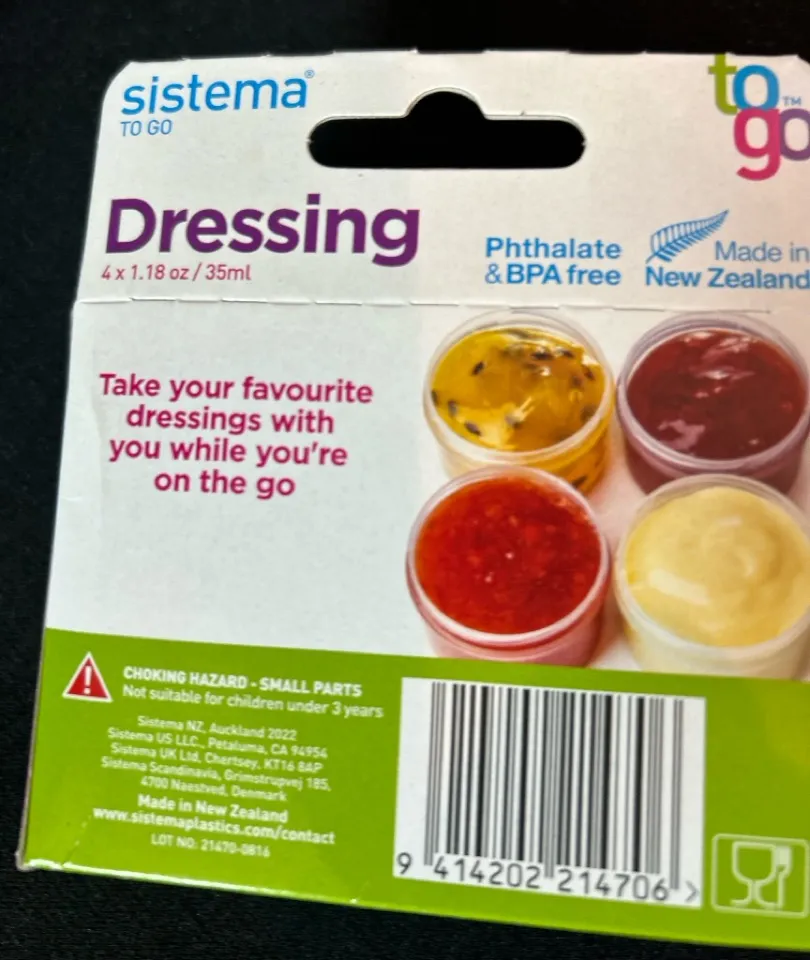 sistema®
TO GO
to
go™
Dressing
4 x 1.18 oz / 35ml
Phthalate
& BPA free
Made in
New Zealand
Take your favourite
dressings with
you while you're
on the go
CHOKING HAZARD - SMALL PARTS
Not suitable for children under 3 years
Sistema NZ, Auckland 2022
Sistema US LLC., Petaluma, CA 94954
Sistema UK Ltd, Chertsey, KT16 8AP
Sistema Scandinavia, Grimstrupvej 185,
4700 Naestved, Denmark
Made in New Zealand
www.sistemaplastics.com/contact
LOT NO: 21470-0816
9 414202 214706 >